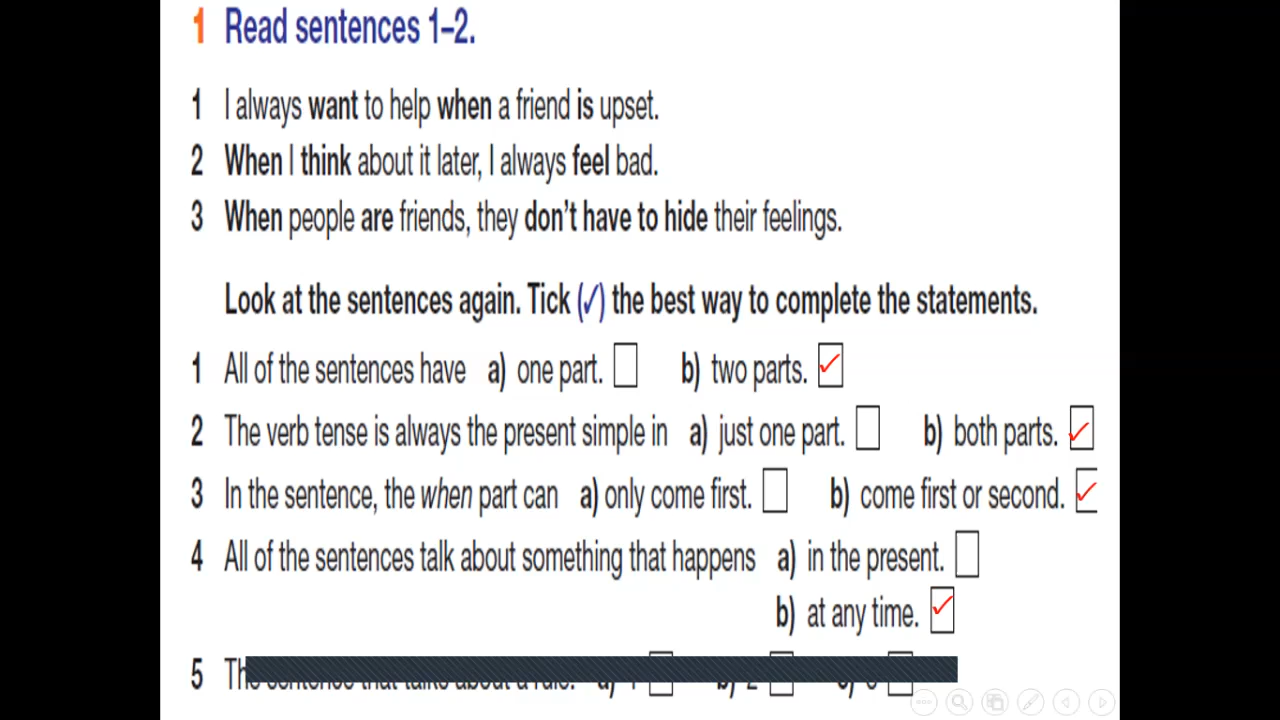 1 Read sentences 1–2.
1 I always want to help when a friend is upset.
2 When I think about it later, I always feel bad.
3 When people are friends, they don't have to hide their feelings.
Look at the sentences again. Tick (✓) the best way to complete the statements.
1 All of the sentences have a) one part. ☐ b) two parts. ☑
2 The verb tense is always the present simple in a) just one part. ☐ b) both parts. ☑
3 In the sentence, the when part can a) only come first. ☐ b) come first or second. ☑
4 All of the sentences talk about something that happens a) in the present. ☐
b) at any time. ☑
5